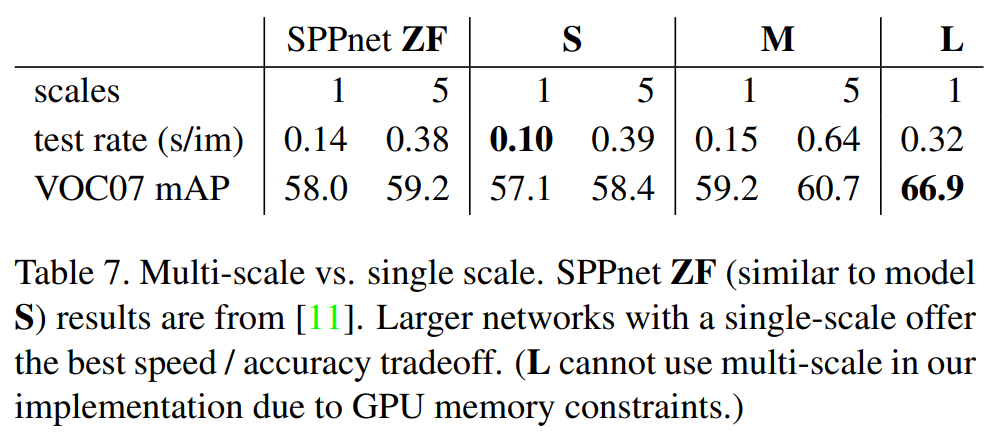 SPPnet ZF S M L
scales 1 5 1 5 1 5 1
test rate (s/im) 0.14 0.38 0.10 0.39 0.15 0.64 0.32
VOC07 mAP 58.0 59.2 57.1 58.4 59.2 60.7 66.9
Table 7. Multi-scale vs. single scale. SPPnet ZF (similar to model
S) results are from [11]. Larger networks with a single-scale offer
the best speed / accuracy tradeoff. (L cannot use multi-scale in our
implementation due to GPU memory constraints.)